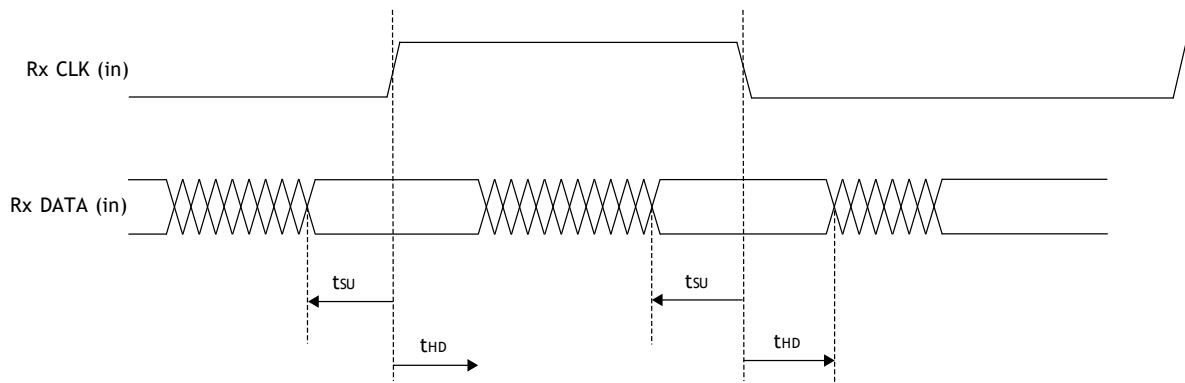 Rx CLK (in)
Rx DATA (in)
tSU
tSU
tHD
tHD